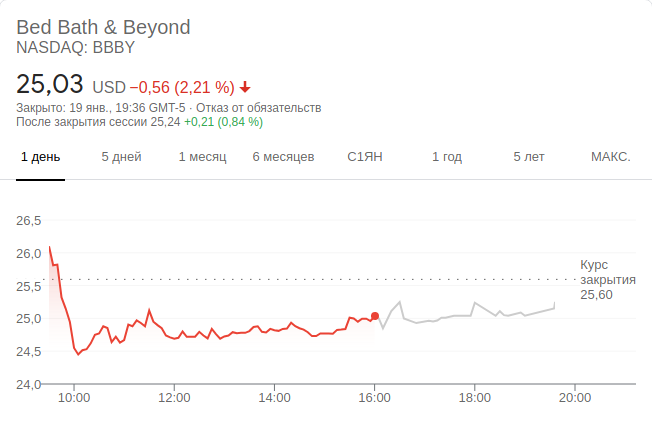 Bed Bath & Beyond
NASDAQ: BBBY
25,03 USD −0,56 (2,21 %)
Закрыто: 19 янв., 19:36 GMT-5 · Отказ от обязательств
После закрытия сессии 25,24 +0,21 (0,84 %)
1 день 5 дней 1 месяц 6 месяцев С1ЯН 1 год 5 лет МАКС.
26,5
26,0
25,5
25,0
24,5
24,0
Курс
закрытия
25,60
10:00 12:00 14:00 16:00 18:00 20:00